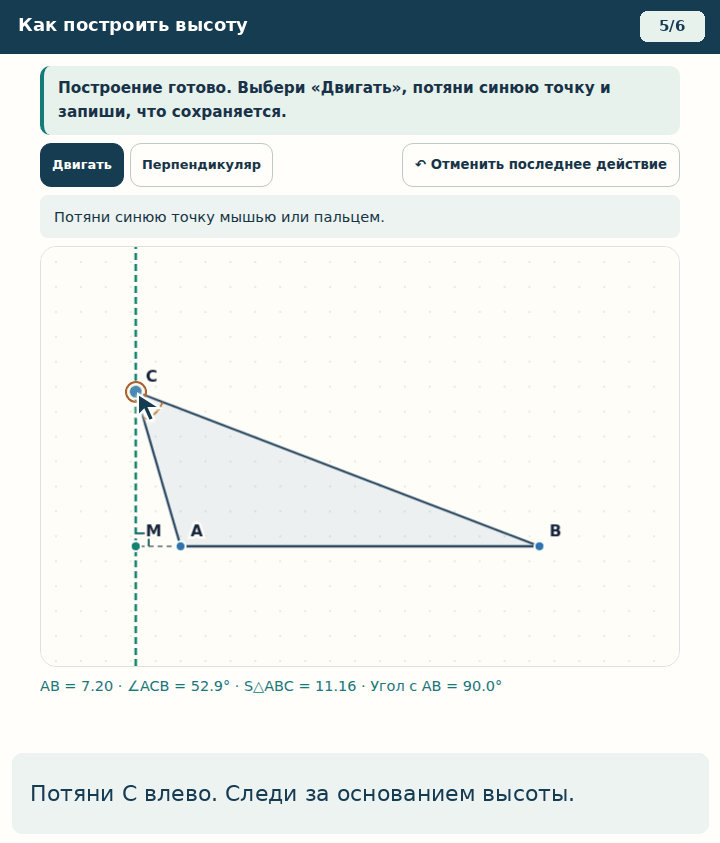 Как построить высоту
5/6
Построение готово. Выбери «Двигать», потяни синюю точку и
запиши, что сохраняется.
Двигать
Перпендикуляр
↶ Отменить последнее действие
Потяни синюю точку мышью или пальцем.
C
M
A
B
AB = 7.20 · ∠ACB = 52.9° · S△ABC = 11.16 · Угол с AB = 90.0°
Потяни C влево. Следи за основанием высоты.